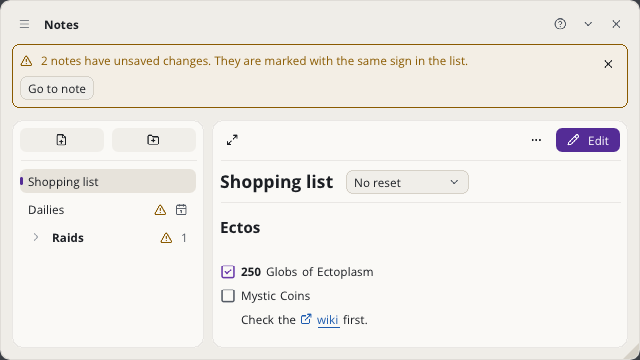 Notes
2 notes have unsaved changes. They are marked with the same sign in the list.
Go to note
Edit
Shopping list
Dailies
Raids 1
Shopping list No reset
Ectos
250 Globs of Ectoplasm
Mystic Coins
Check the wiki first.